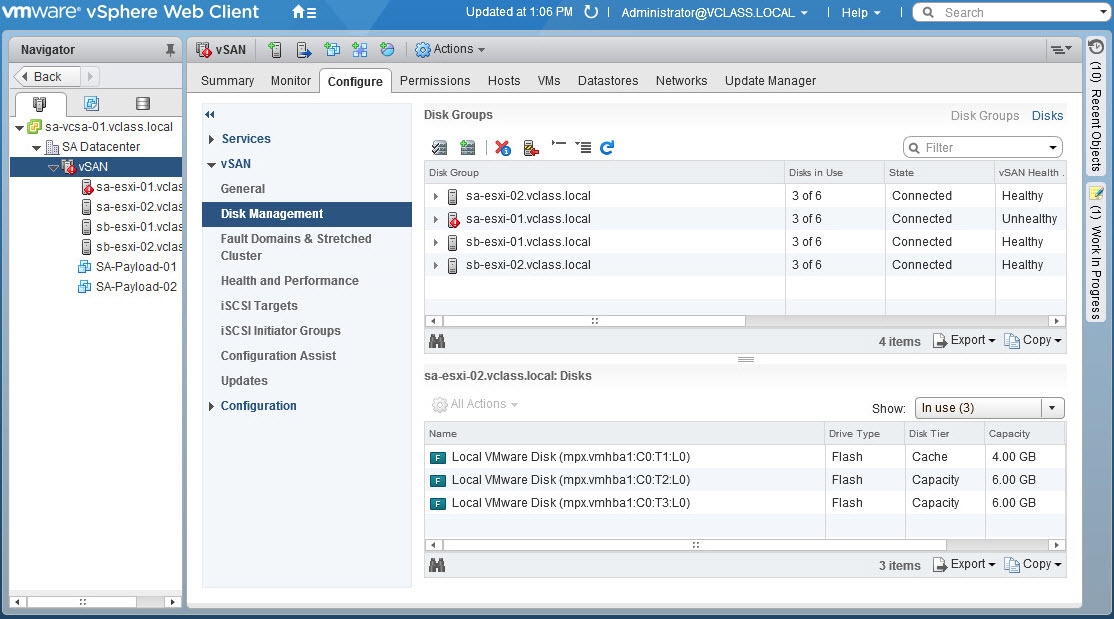 vmware® vSphere Web Client
Updated at 1:06 PM
Administrator@VCLASS.LOCAL
Help
Search
Navigator
Back
sa-vcsa-01.vclass.local
SA Datacenter
vSAN
sa-esxi-01.vclas
sa-esxi-02.vclas
sb-esxi-01.vclas
sb-esxi-02.vclas
SA-Payload-01
SA-Payload-02
vSAN
Actions
Summary Monitor Configure Permissions Hosts VMs Datastores Networks Update Manager
Services
vSAN
General
Disk Management
Fault Domains & Stretched
Cluster
Health and Performance
iSCSI Targets
iSCSI Initiator Groups
Configuration Assist
Updates
Configuration
Disk Groups
Disk Groups Disks
Filter
Disk Group Disks in Use State vSAN Health .
sa-esxi-02.vclass.local 3 of 6 Connected Healthy
sa-esxi-01.vclass.local 3 of 6 Connected Unhealthy
sb-esxi-01.vclass.local 3 of 6 Connected Healthy
sb-esxi-02.vclass.local 3 of 6 Connected Healthy
4 items Export Copy
sa-esxi-02.vclass.local: Disks
All Actions
Show: In use (3)
Name Drive Type Disk Tier Capacity
F Local VMware Disk (mpx.vmhba1:C0:T1:L0) Flash Cache 4.00 GB
F Local VMware Disk (mpx.vmhba1:C0:T2:L0) Flash Capacity 6.00 GB
F Local VMware Disk (mpx.vmhba1:C0:T3:L0) Flash Capacity 6.00 GB
3 items Export Copy
(10) Recent Objects
(1) Work In Progress